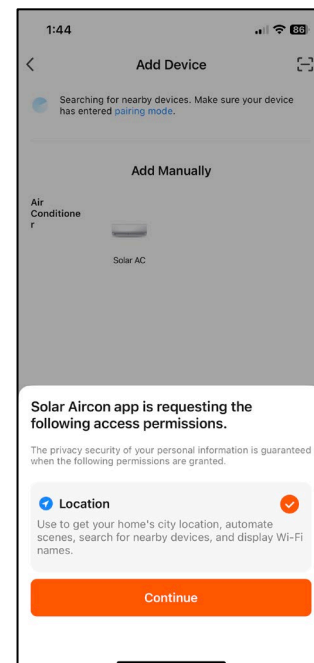 1:44
86
Add Device
Searching for nearby devices. Make sure your device
has entered pairing mode.
Add Manually
Air
Conditione
r
Solar AC
Solar Aircon app is requesting the
following access permissions.
The privacy security of your personal information is guaranteed
when the following permissions are granted.
Location
Use to get your home's city location, automate
scenes, search for nearby devices, and display Wi-Fi
names.
Continue